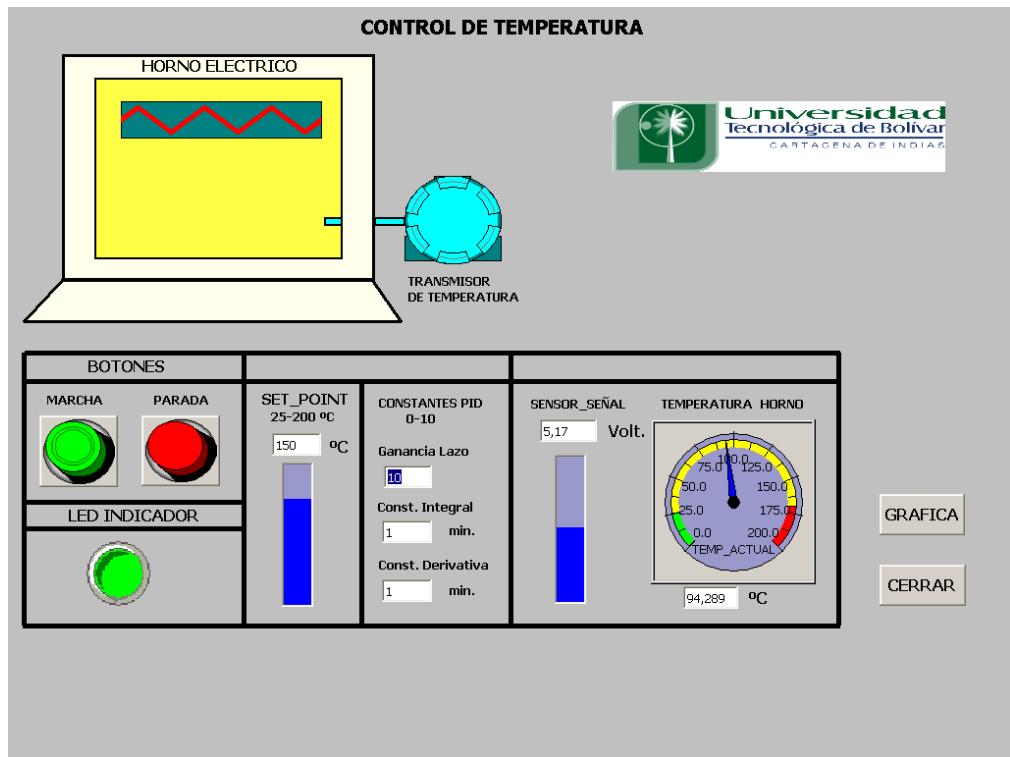 CONTROL DE TEMPERATURA
HORNO ELECTRICO
Universidad
Tecnológica de Bolívar
CARTAGENA DE INDIAS
TRANSMISOR
DE TEMPERATURA
BOTONES
MARCHA
PARADA
LED INDICADOR
SET_POINT
25-200 ºC
150 ºC
CONSTANTES PID
0-10
Ganancia Lazo
10
Const. Integral
1 min.
Const. Derivativa
1 min.
SENSOR_SEÑAL
5,17 Volt.
TEMPERATURA HORNO
100.0
75.0 125.0
50.0 150.0
25.0 175.0
0.0 200.0
TEMP_ACTUAL
94,289 ºC
GRAFICA
CERRAR